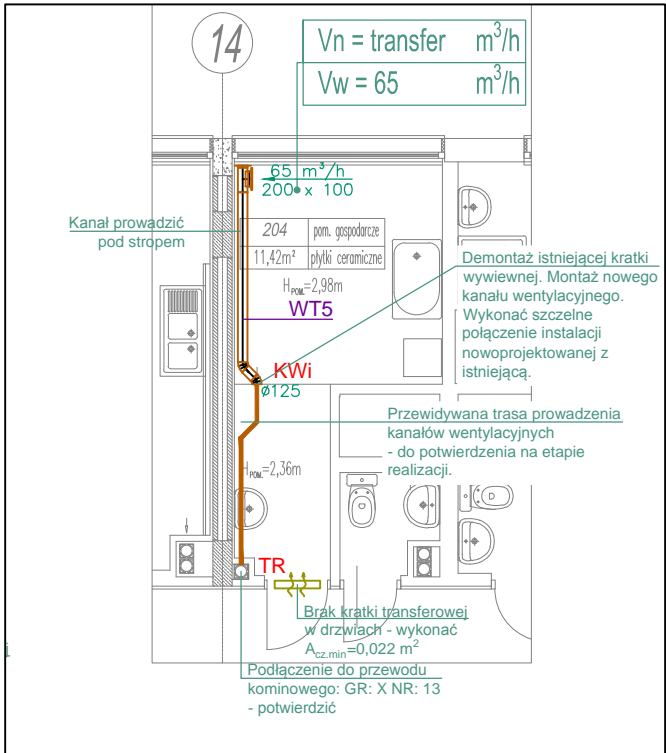 14
Vn = transfer m³/h
Vw = 65 m³/h
65 m³/h
200 x 100
Kanał prowadzić
pod stropem
204 pom. gospodarcze
11,42m² płytki ceramiczne
H_POM.=2,98m
WT5
Demontaż istniejącej kratki
wywiewnej. Montaż nowego
kanału wentylacyjnego.
Wykonać szczelne
połączenie instalacji
nowoprojektowanej z
istniejącą.
KWi
ø125
Przewidywana trasa prowadzenia
kanałów wentylacyjnych
- do potwierdzenia na etapie
realizacji.
H_POM.=2,36m
TR
Brak kratki transferowej
w drzwiach - wykonać
A_cz.min=0,022 m²
Podłączenie do przewodu
kominowego: GR: X NR: 13
- potwierdzić